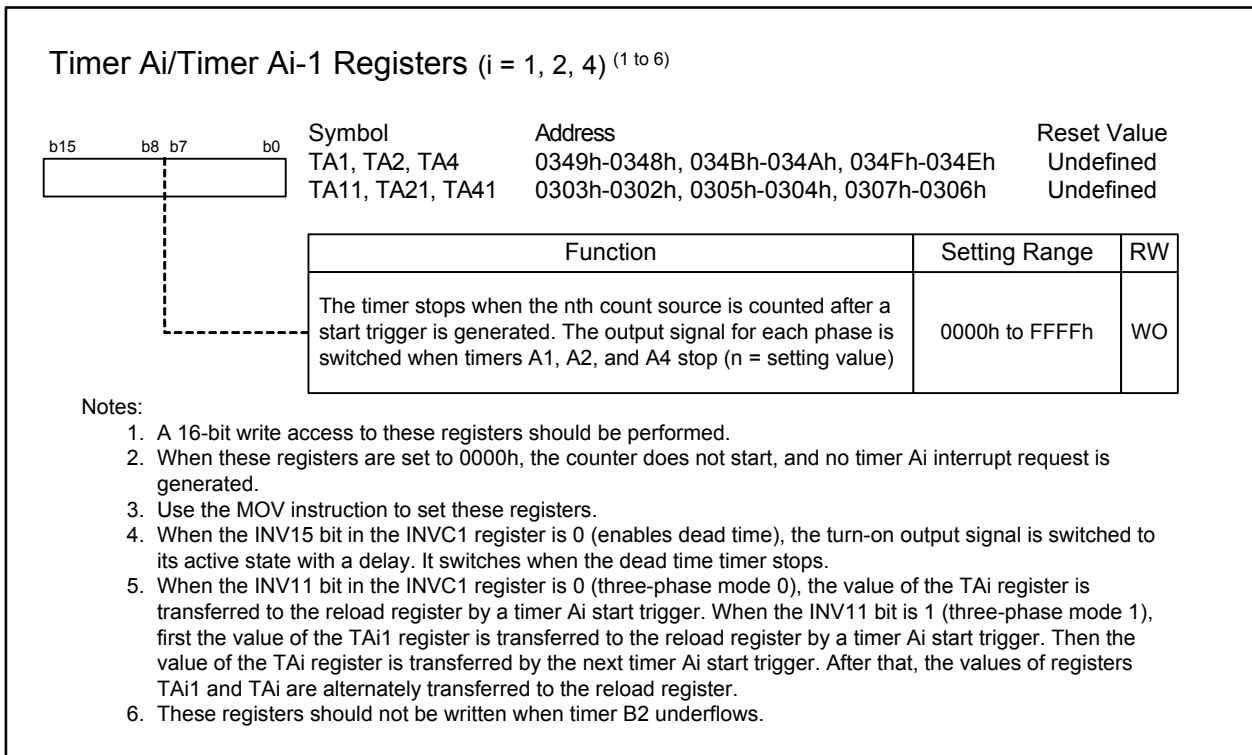 Timer Ai/Timer Ai-1 Registers (i = 1, 2, 4) (1 to 6)
b15 b8 b7 b0
Symbol Address Reset Value
TA1, TA2, TA4 0349h-0348h, 034Bh-034Ah, 034Fh-034Eh Undefined
TA11, TA21, TA41 0303h-0302h, 0305h-0304h, 0307h-0306h Undefined
Function Setting Range RW
The timer stops when the nth count source is counted after a
start trigger is generated. The output signal for each phase is
switched when timers A1, A2, and A4 stop (n = setting value)
0000h to FFFFh WO
Notes:
1. A 16-bit write access to these registers should be performed.
2. When these registers are set to 0000h, the counter does not start, and no timer Ai interrupt request is
generated.
3. Use the MOV instruction to set these registers.
4. When the INV15 bit in the INVC1 register is 0 (enables dead time), the turn-on output signal is switched to
its active state with a delay. It switches when the dead time timer stops.
5. When the INV11 bit in the INVC1 register is 0 (three-phase mode 0), the value of the TAi register is
transferred to the reload register by a timer Ai start trigger. When the INV11 bit is 1 (three-phase mode 1),
first the value of the TAi1 register is transferred to the reload register by a timer Ai start trigger. Then the
value of the TAi register is transferred by the next timer Ai start trigger. After that, the values of registers
TAi1 and TAi are alternately transferred to the reload register.
6. These registers should not be written when timer B2 underflows.